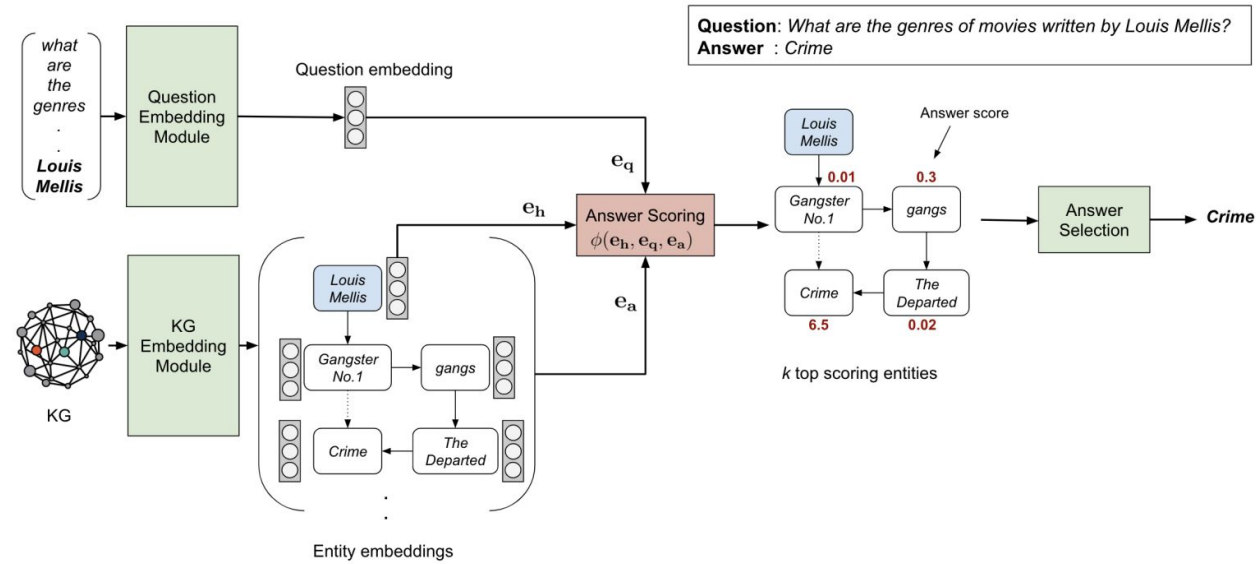 Question: What are the genres of movies written by Louis Mellis?
Answer : Crime
what
are
the
genres
.
.
Louis
Mellis
Question
Embedding
Module
Question embedding
e_q
KG
KG
Embedding
Module
Louis
Mellis
Gangster
No.1
gangs
Crime
The
Departed
.
.
Entity embeddings
e_h
e_a
Answer Scoring
ϕ(e_h, e_q, e_a)
Louis
Mellis
Answer score
0.01
0.3
Gangster
No.1
gangs
Crime
The
Departed
6.5
0.02
k top scoring entities
Answer
Selection
Crime